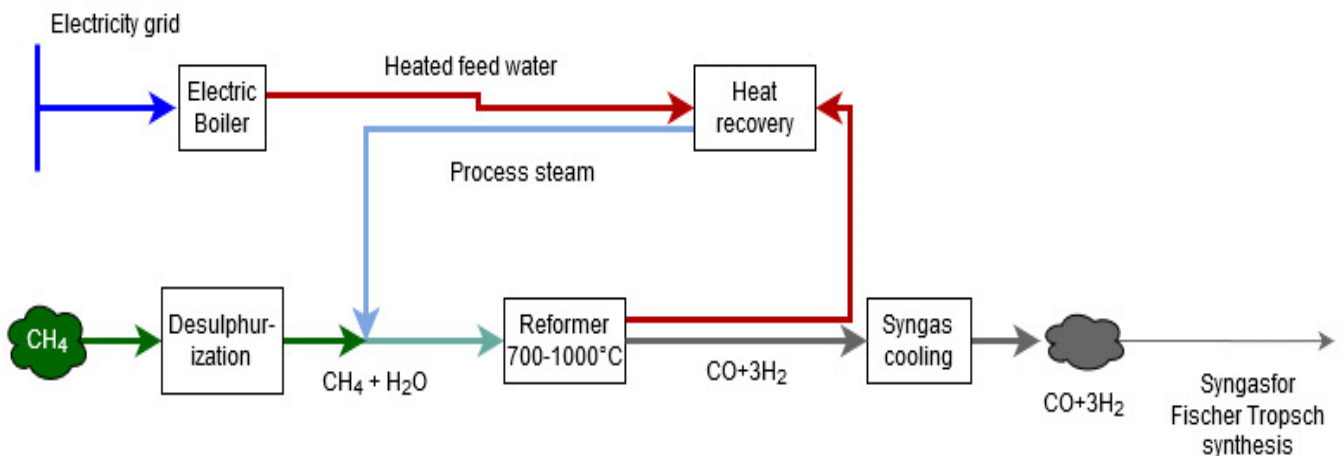 Electricity grid
Electric
Boiler
Heated feed water
Heat
recovery
Process steam
CH₄
Desulphur-
ization
CH₄ + H₂O
Reformer
700-1000°C
CO+3H₂
Syngas
cooling
CO+3H₂
Syngasfor
Fischer Tropsch
synthesis